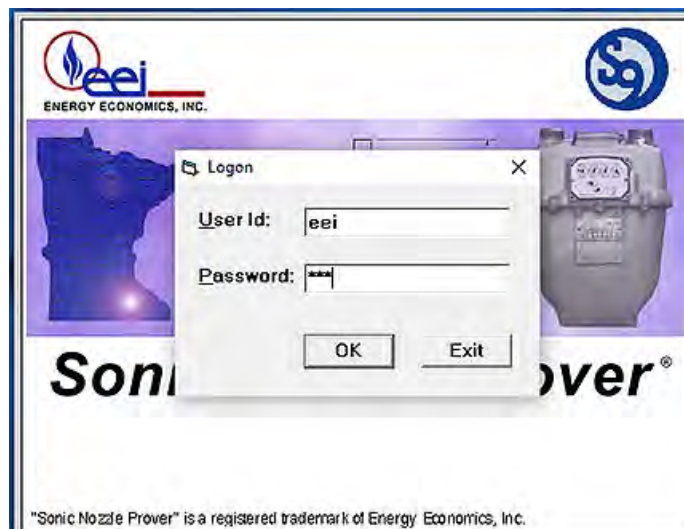 eei
ENERGY ECONOMICS, INC.
Logon
User Id: eei
Password: ***
OK Exit
Soni over®
"Sonic Nozzle Prover" is a registered trademark of Energy Economics, Inc.